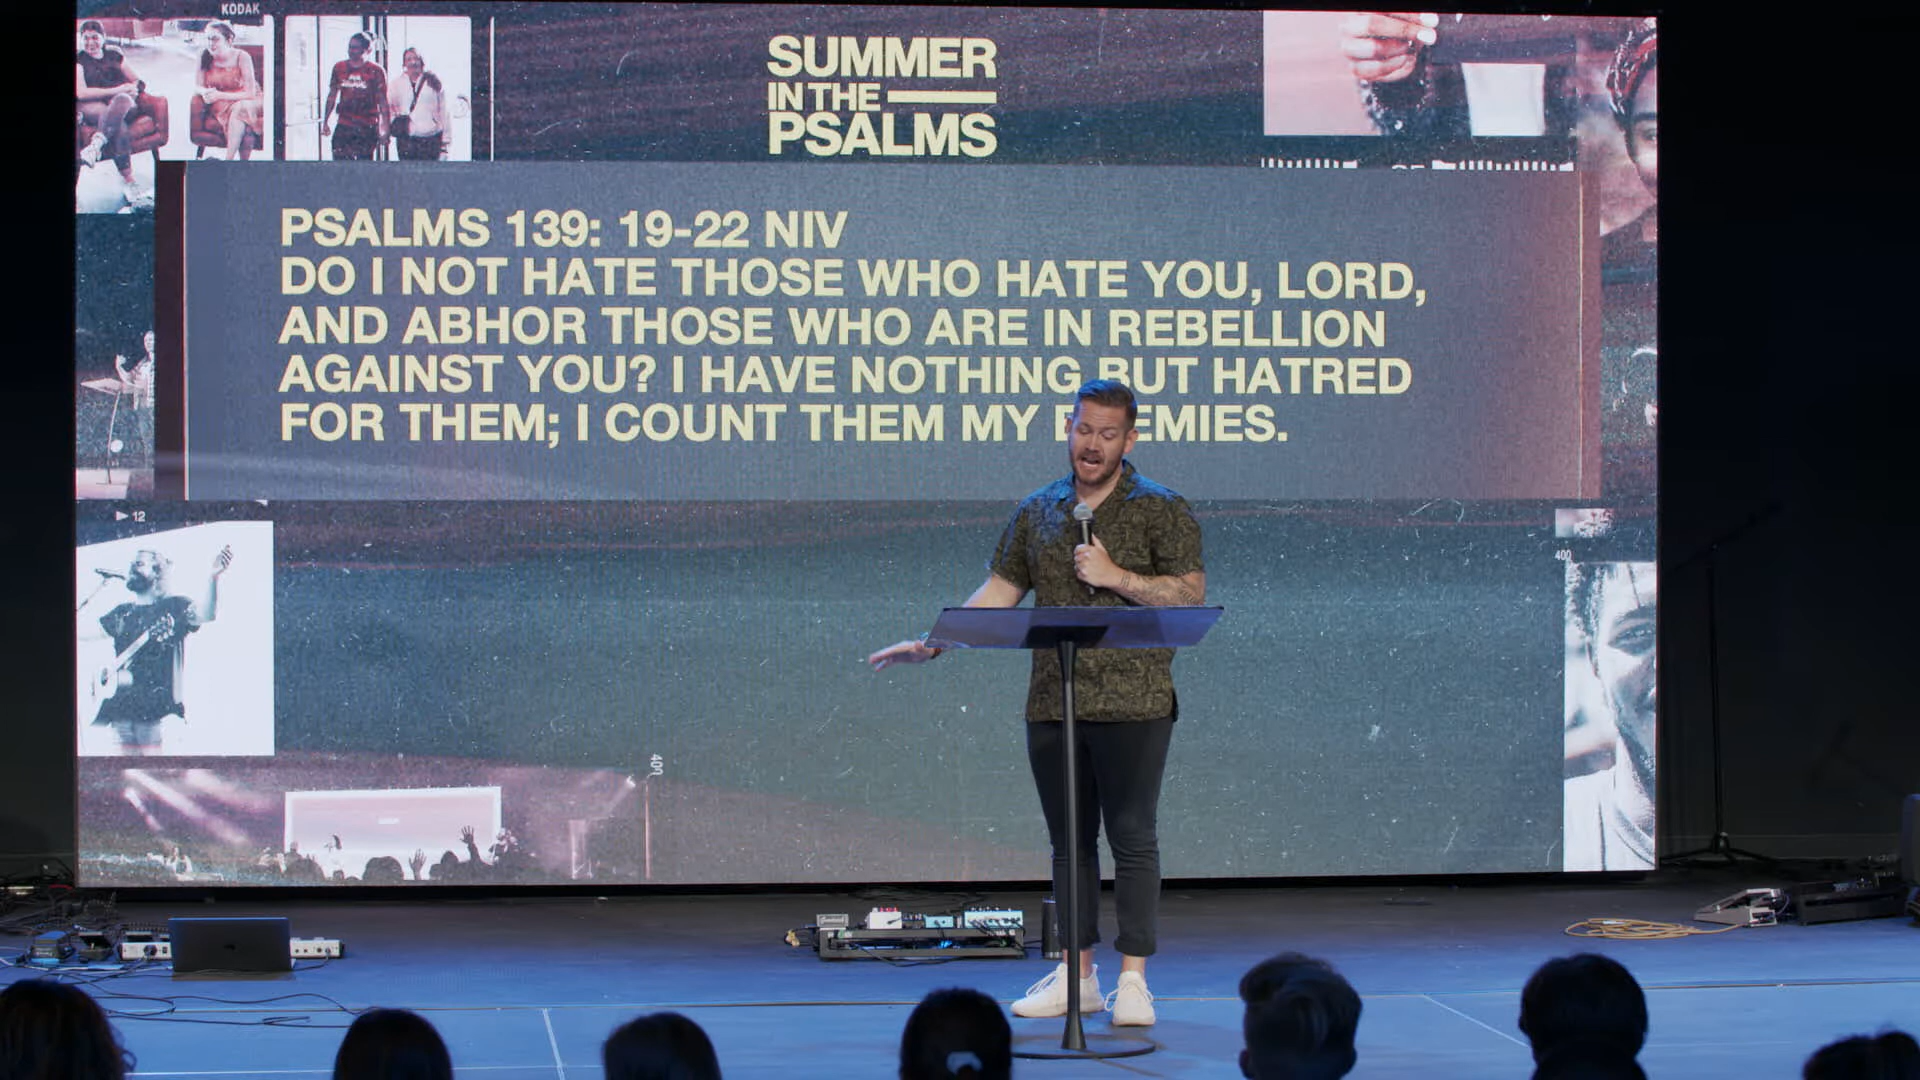 KODAK
SUMMER
IN THE
PSALMS
PSALMS 139: 19-22 NIV
DO I NOT HATE THOSE WHO HATE YOU, LORD,
AND ABHOR THOSE WHO ARE IN REBELLION
AGAINST YOU? I HAVE NOTHING BUT HATRED
FOR THEM; I COUNT THEM MY ENEMIES.
12
400
400